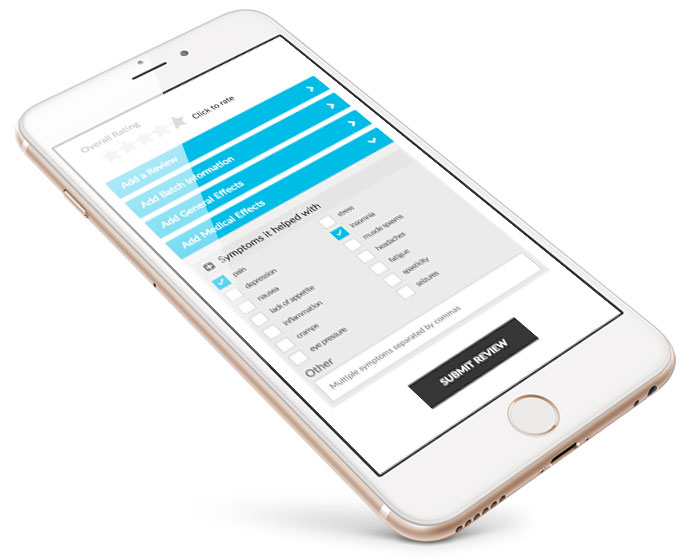 Overall Rating
Click to rate
Add a Review
Add Batch Information
Add General Effects
Add Medical Effects
Symptoms it helped with
pain
depression
nausea
lack of appetite
inflammation
cramps
eye pressure
stress
insomnia
muscle spasms
headaches
fatigue
spasticity
seizures
Other
Multiple symptoms separated by commas
SUBMIT REVIEW